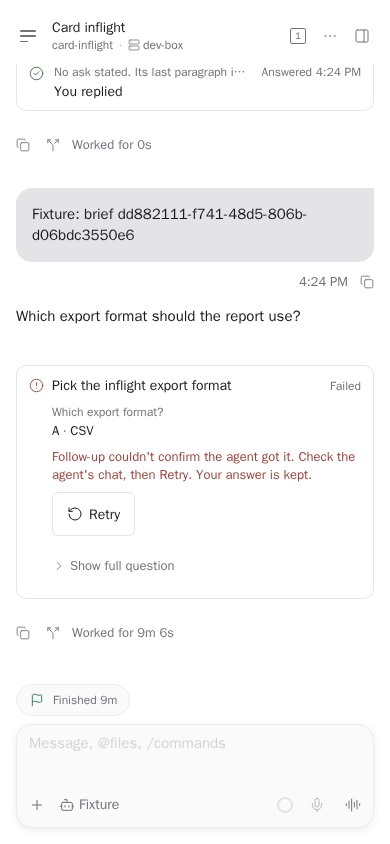 Card inflight
card-inflight · dev-box
1
No ask stated. Its last paragraph i··· Answered 4:24 PM
You replied
Worked for 0s
Fixture: brief dd882111-f741-48d5-806b-
d06bdc3550e6
4:24 PM
Which export format should the report use?
Pick the inflight export format Failed
Which export format?
A · CSV
Follow-up couldn't confirm the agent got it. Check the
agent's chat, then Retry. Your answer is kept.
Retry
Show full question
Worked for 9m 6s
Finished 9m
Message, @files, /commands
Fixture